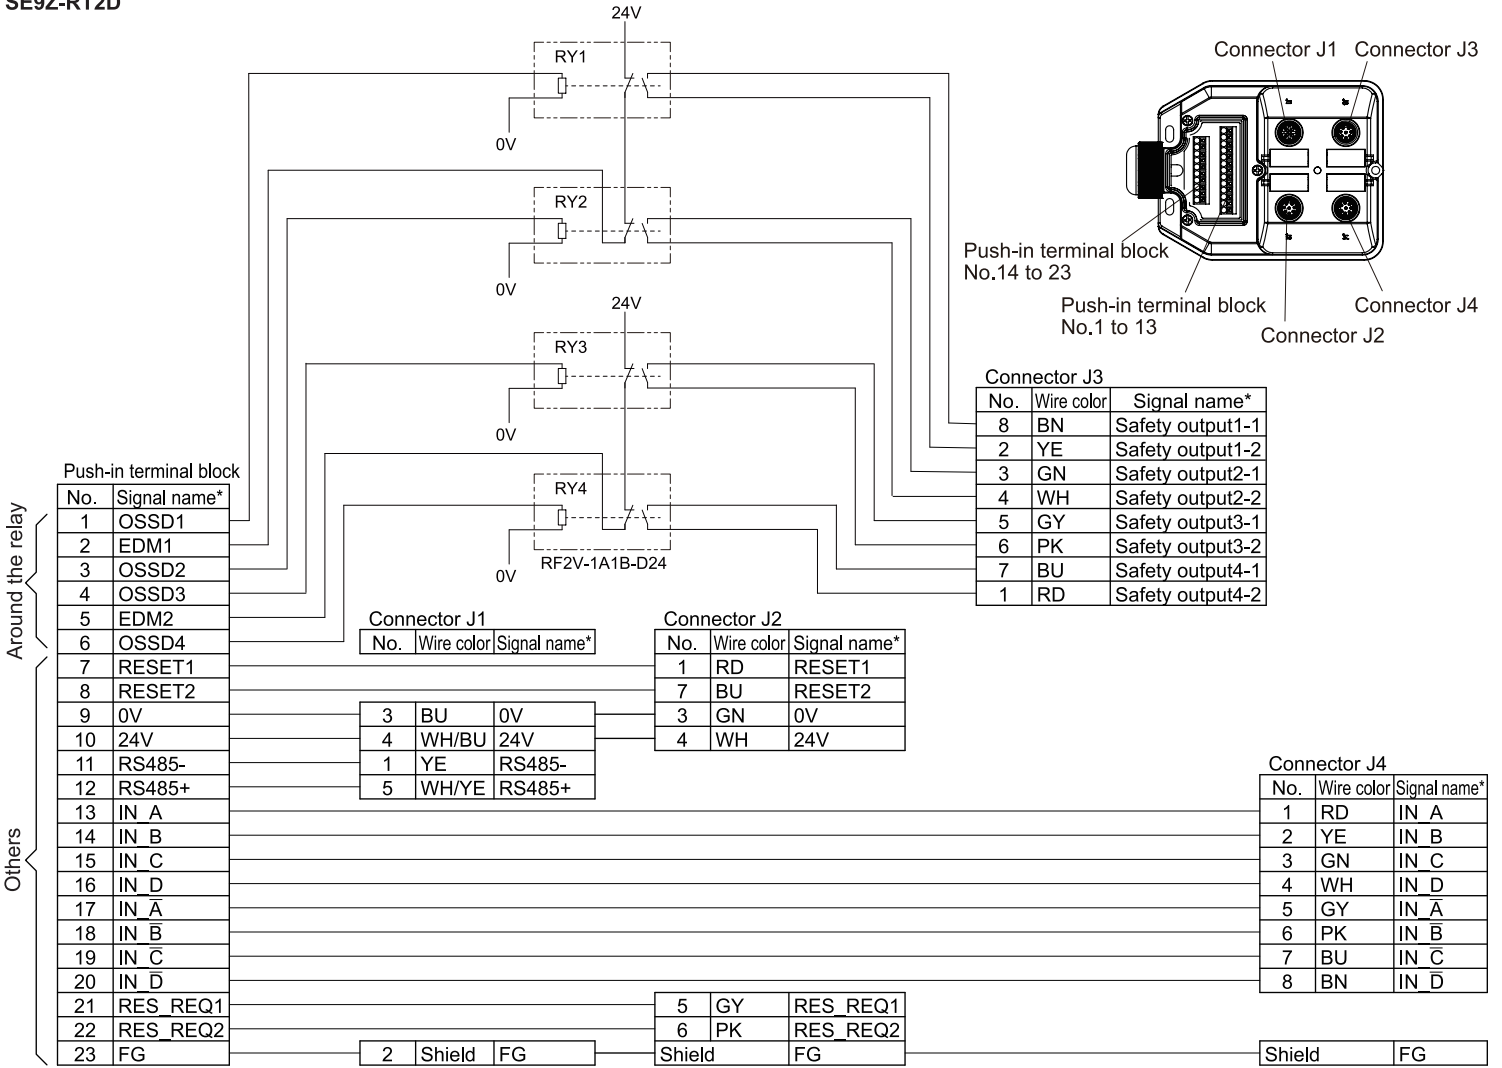 SE9Z-RT2D
24V
RY1
0V
RY2
0V
24V
RY3
0V
RY4
0V
RF2V-1A1B-D24
Connector J1 Connector J3
Push-in terminal block
No.14 to 23
Push-in terminal block
No.1 to 13
Connector J4
Connector J2
Connector J3
No. Wire color Signal name*
8 BN Safety output1-1
2 YE Safety output1-2
3 GN Safety output2-1
4 WH Safety output2-2
5 GY Safety output3-1
6 PK Safety output3-2
7 BU Safety output4-1
1 RD Safety output4-2
Push-in terminal block
No. Signal name*
Around the relay
1 OSSD1
2 EDM1
3 OSSD2
4 OSSD3
5 EDM2
6 OSSD4
Others
7 RESET1
8 RESET2
9 0V
10 24V
11 RS485-
12 RS485+
13 IN_A
14 IN_B
15 IN_C
16 IN_D
17 IN_A̅
18 IN_B̅
19 IN_C̅
20 IN_D̅
21 RES_REQ1
22 RES_REQ2
23 FG
Connector J1
No. Wire color Signal name*
3 BU 0V
4 WH/BU 24V
1 YE RS485-
5 WH/YE RS485+
2 Shield FG
Connector J2
No. Wire color Signal name*
1 RD RESET1
7 BU RESET2
3 GN 0V
4 WH 24V
5 GY RES_REQ1
6 PK RES_REQ2
Shield FG
Connector J4
No. Wire color Signal name*
1 RD IN_A
2 YE IN_B
3 GN IN_C
4 WH IN_D
5 GY IN_A̅
6 PK IN_B̅
7 BU IN_C̅
8 BN IN_D̅
Shield FG